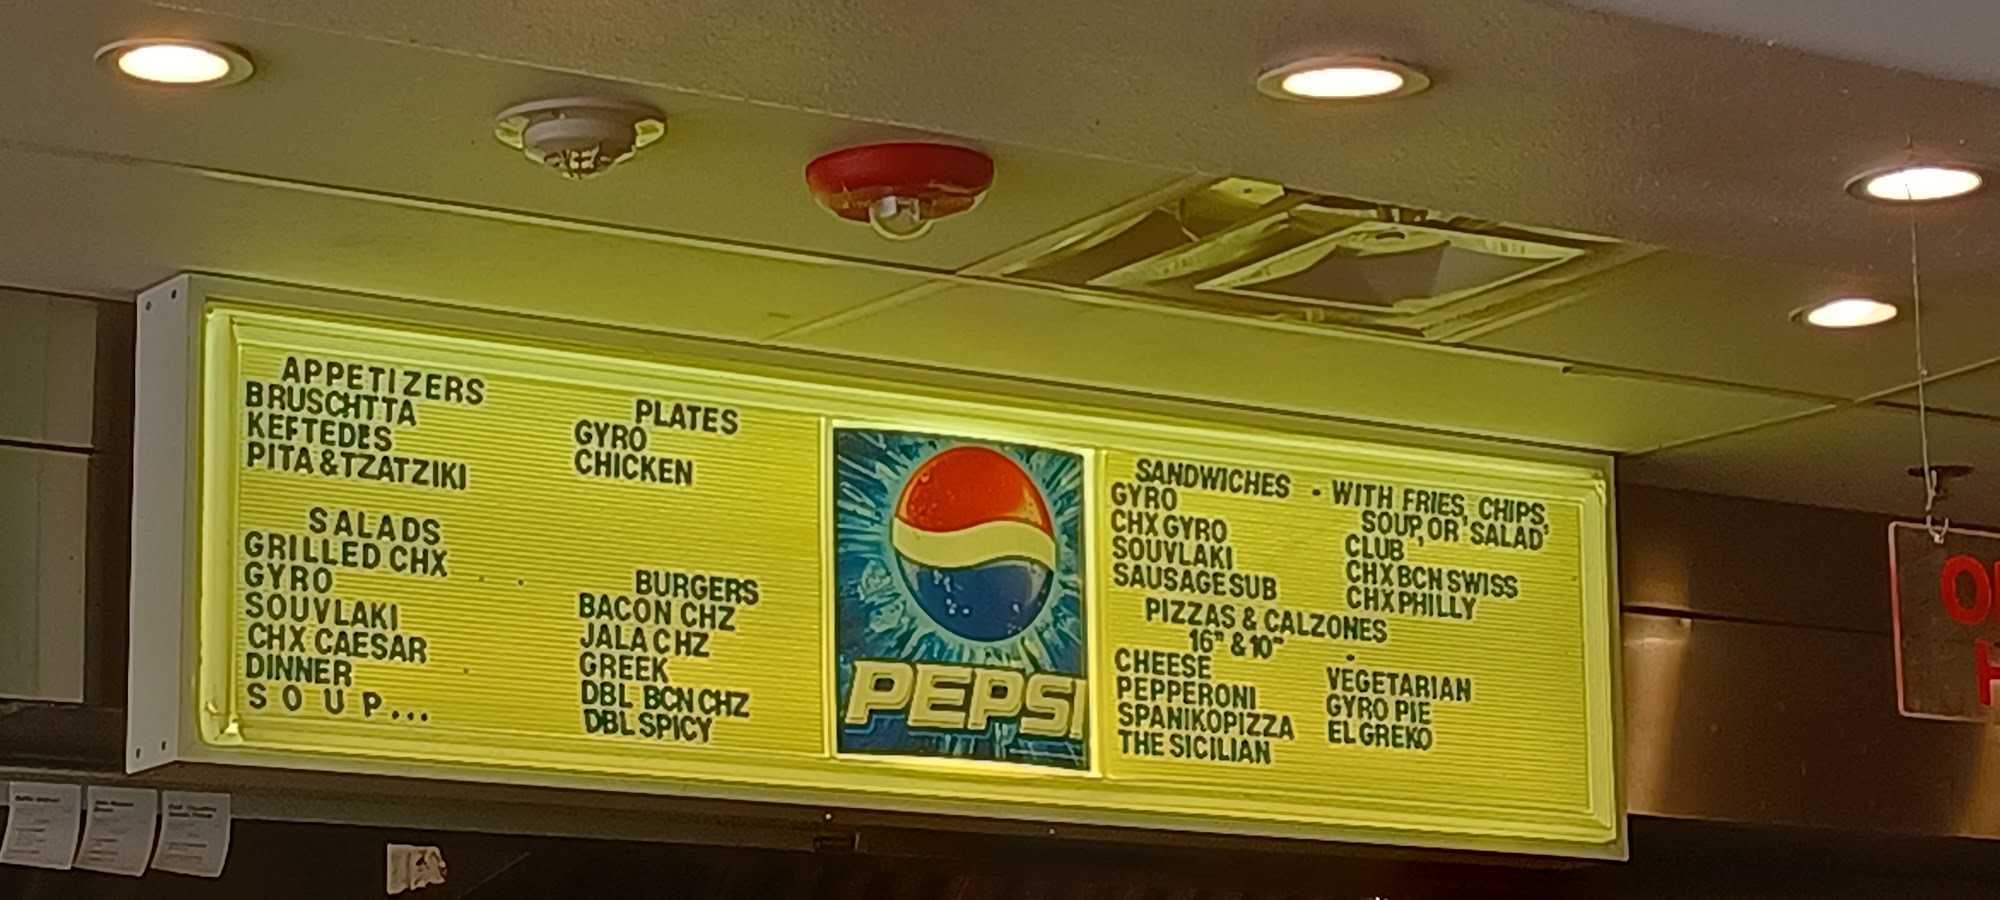 APPETIZERS
BRUSCHTTA
KEFTEDES
PITA & TZATZIKI
SALADS
GRILLED CHX
GYRO
SOUVLAKI
CHX CAESAR
DINNER
SOUP...
PLATES
GYRO
CHICKEN
BURGERS
BACON CHZ
JALA CHZ
GREEK
DBL BCN CHZ
DBL SPICY
PEPSI
SANDWICHES - WITH FRIES, CHIPS,
SOUP, OR SALAD
GYRO
CHX GYRO
SOUVLAKI
SAUSAGE SUB
CLUB
CHX BCN SWISS
CHX PHILLY
PIZZAS & CALZONES
16" & 10"
CHEESE
PEPPERONI
SPANIKOPIZZA
THE SICILIAN
VEGETARIAN
GYRO PIE
EL GREKO